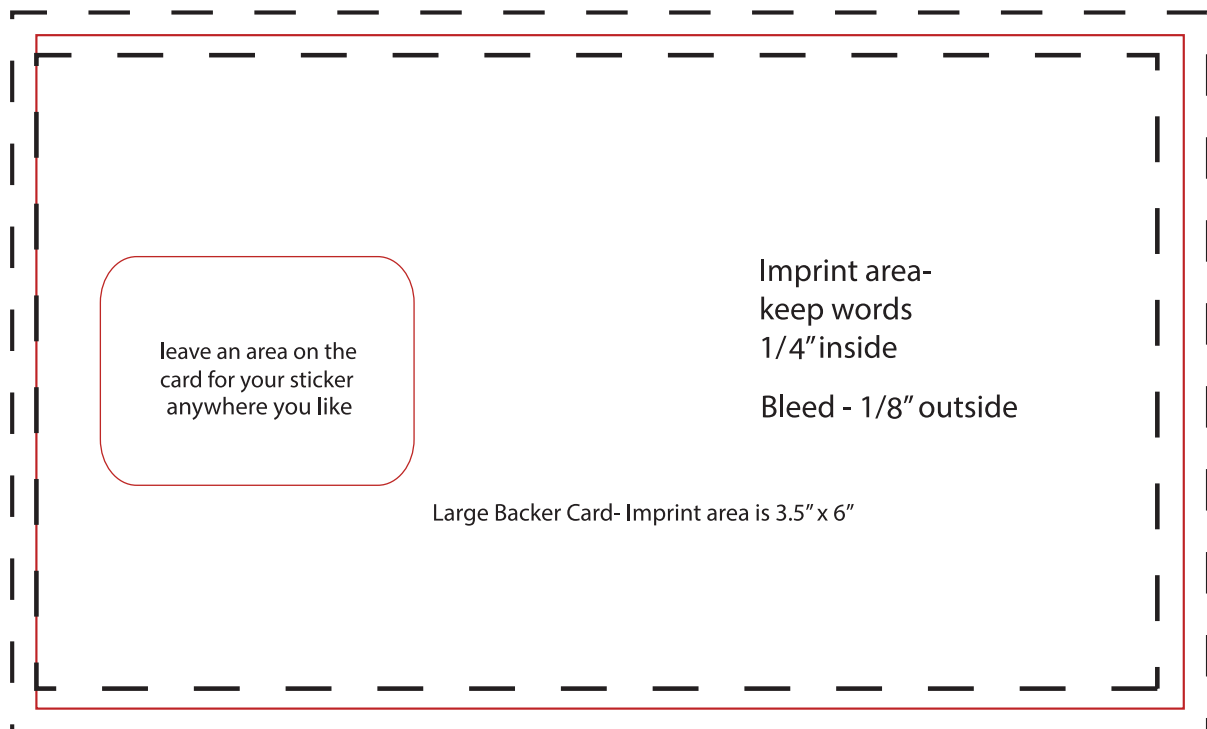 Imprint area-
keep words
1/4" inside
leave an area on the
card for your sticker
anywhere you like
Bleed - 1/8" outside
Large Backer Card- Imprint area is 3.5" x 6"